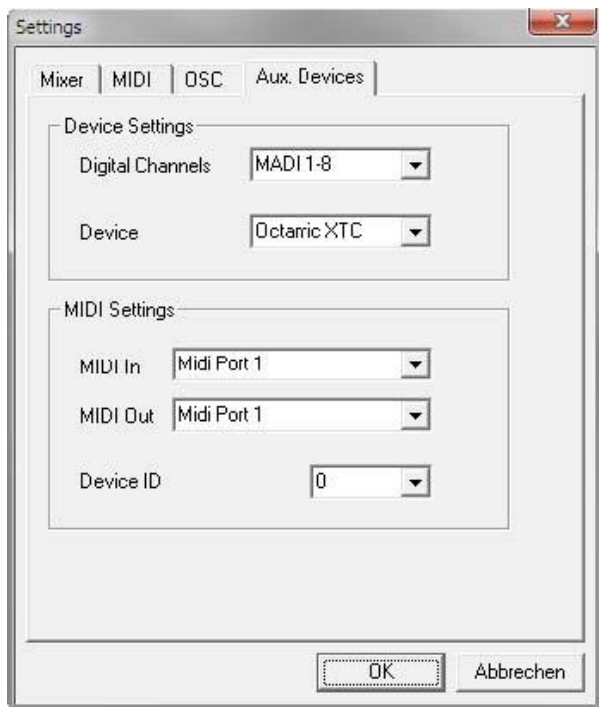 Settings
Mixer MIDI OSC Aux. Devices
Device Settings
Digital Channels MADI 1-8
Device Octamic XTC
MIDI Settings
MIDI In Midi Port 1
MIDI Out Midi Port 1
Device ID 0
OK Abbrechen